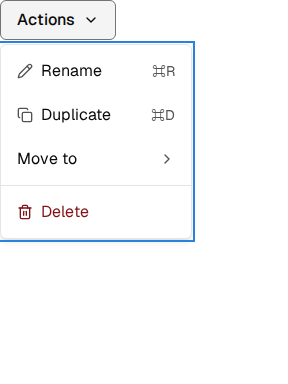 Actions
Rename ⌘R
Duplicate ⌘D
Move to
Delete